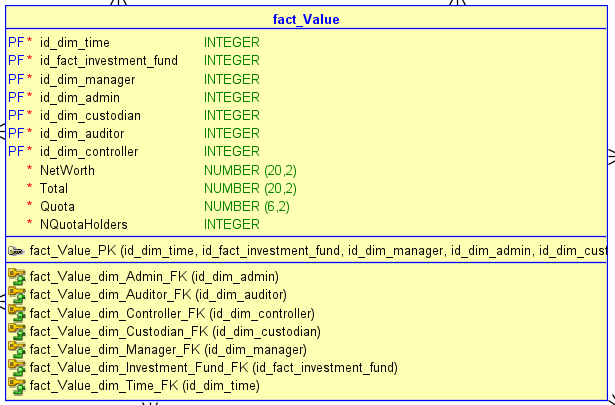 fact_Value
PF * id_dim_time INTEGER
PF * id_fact_investment_fund INTEGER
PF * id_dim_manager INTEGER
PF * id_dim_admin INTEGER
PF * id_dim_custodian INTEGER
PF * id_dim_auditor INTEGER
PF * id_dim_controller INTEGER
* NetWorth NUMBER (20,2)
* Total NUMBER (20,2)
* Quota NUMBER (6,2)
* NQuotaHolders INTEGER
fact_Value_PK (id_dim_time, id_fact_investment_fund, id_dim_manager, id_dim_admin, id_dim_cust
fact_Value_dim_Admin_FK (id_dim_admin)
fact_Value_dim_Auditor_FK (id_dim_auditor)
fact_Value_dim_Controller_FK (id_dim_controller)
fact_Value_dim_Custodian_FK (id_dim_custodian)
fact_Value_dim_Manager_FK (id_dim_manager)
fact_Value_dim_Investment_Fund_FK (id_fact_investment_fund)
fact_Value_dim_Time_FK (id_dim_time)